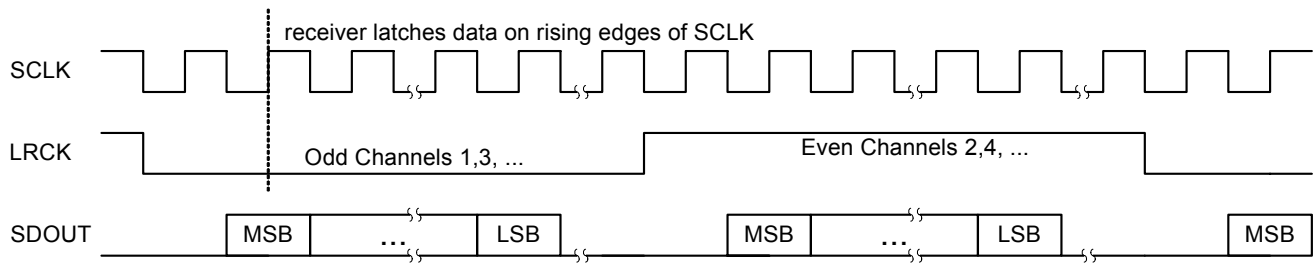 receiver latches data on rising edges of SCLK
SCLK
LRCK
Odd Channels 1,3, ...
Even Channels 2,4, ...
SDOUT
MSB
...
LSB
MSB
...
LSB
MSB